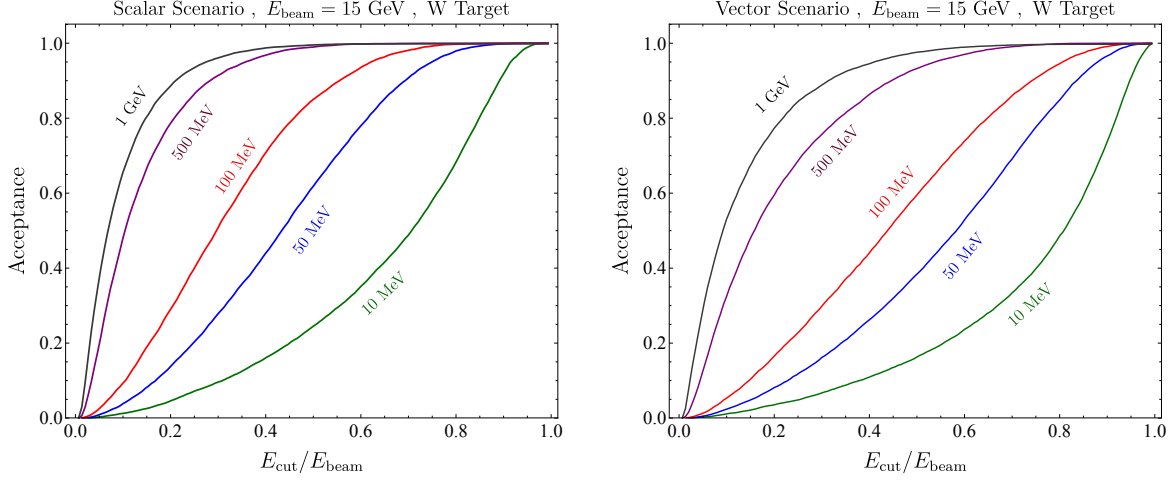 Scalar Scenario , E_beam = 15 GeV , W Target
1.0
0.8
0.6
0.4
0.2
0.0
Acceptance
1 GeV
500 MeV
100 MeV
50 MeV
10 MeV
0.0 0.2 0.4 0.6 0.8 1.0
E_cut/E_beam
Vector Scenario , E_beam = 15 GeV , W Target
1.0
0.8
0.6
0.4
0.2
0.0
Acceptance
1 GeV
500 MeV
100 MeV
50 MeV
10 MeV
0.0 0.2 0.4 0.6 0.8 1.0
E_cut/E_beam